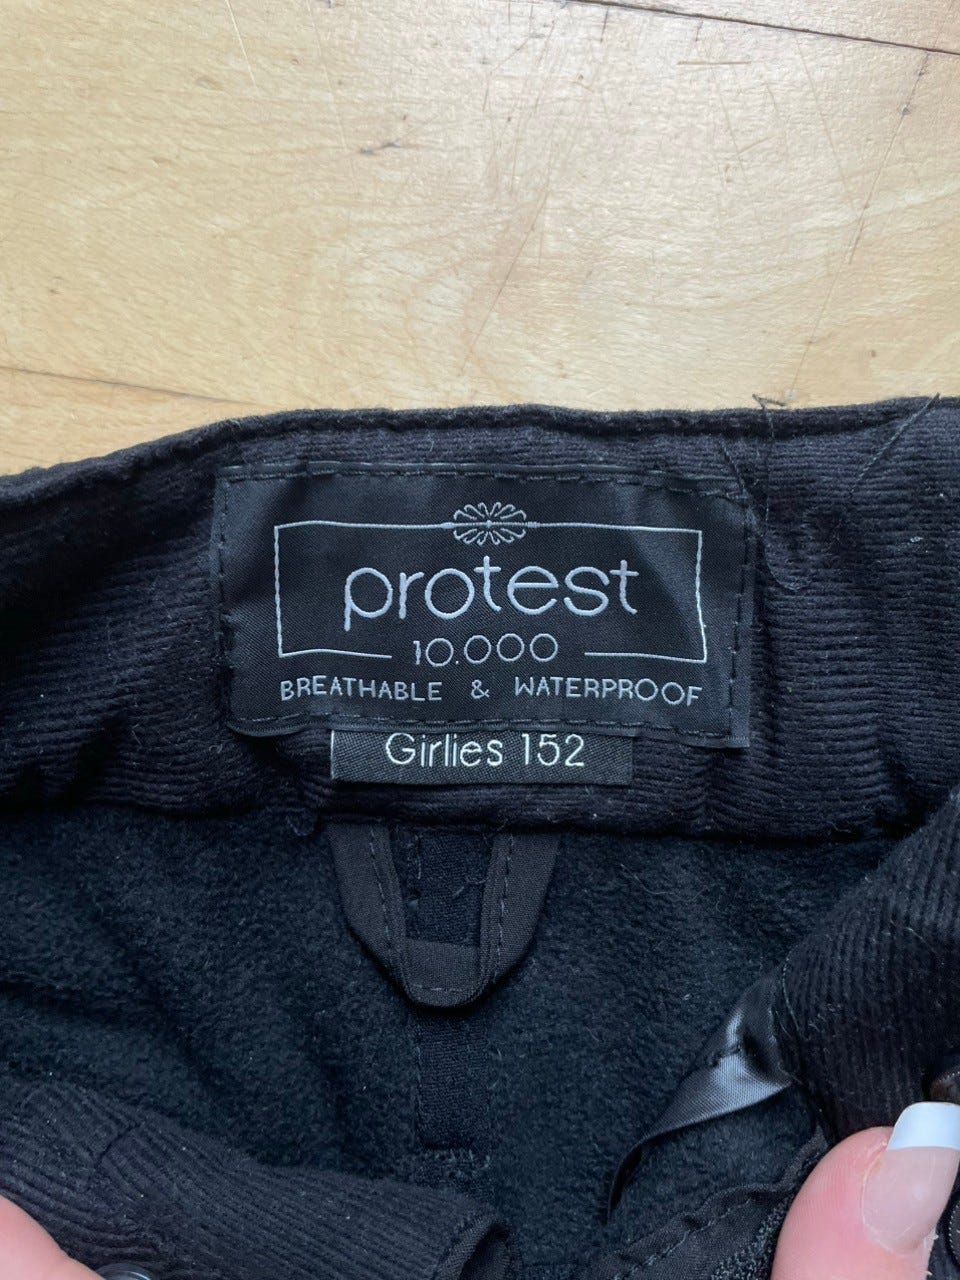 protest
10.000
BREATHABLE & WATERPROOF
Girlies 152